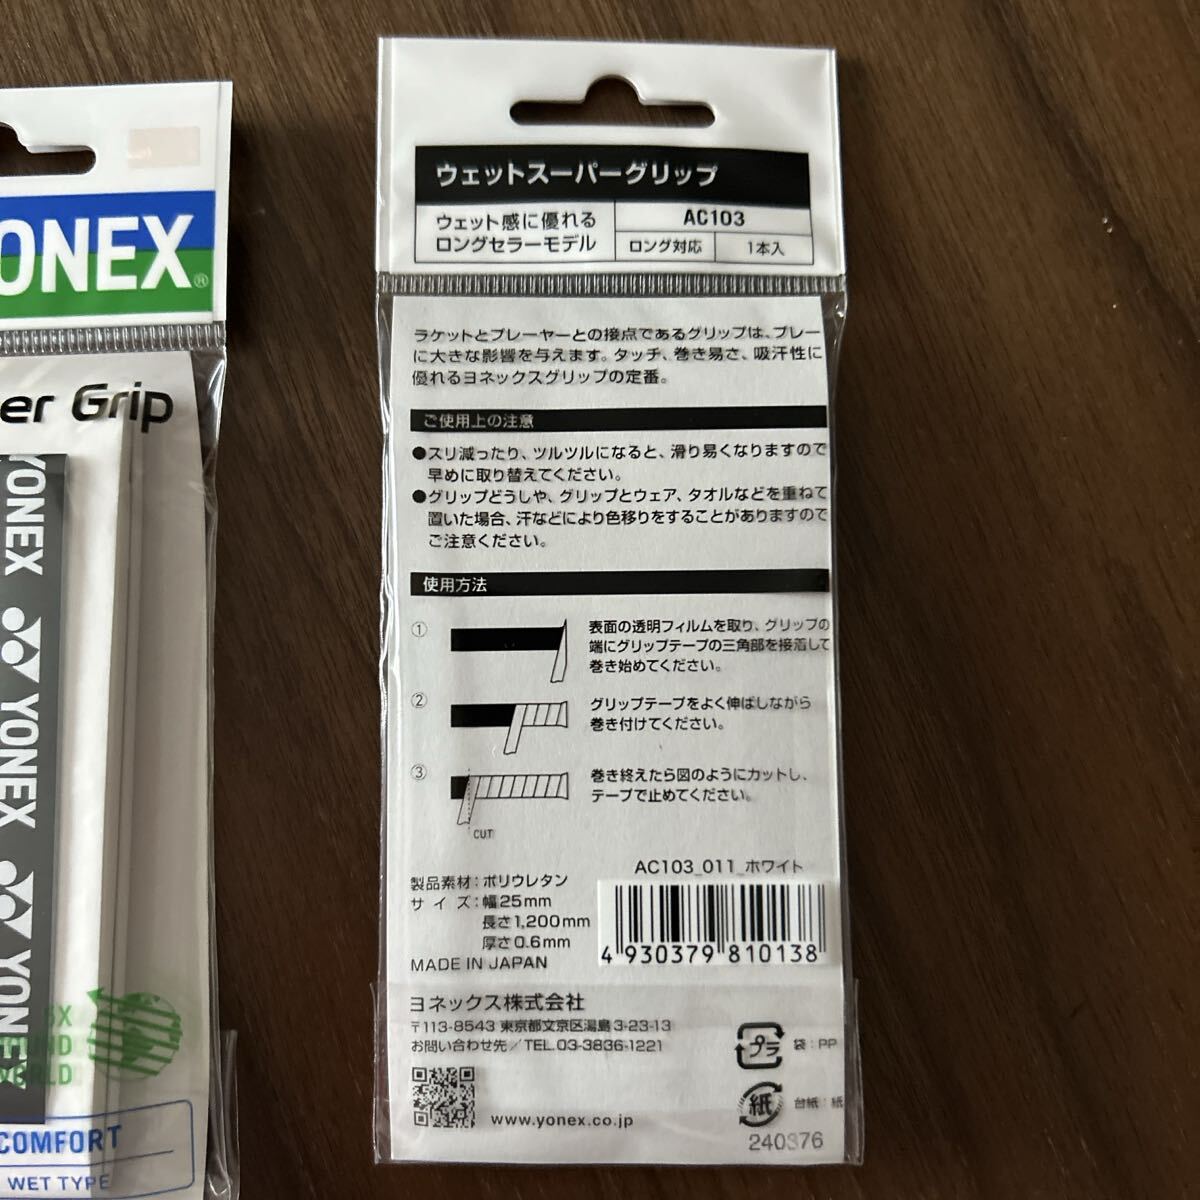 YONEX®
er Grip
YONEX
YONEX
YONEX
COMFORT
WET TYPE
ウェットスーパーグリップ
ウェット感に優れる
ロングセラーモデル
AC103
ロング対応
1本入
ラケットとプレーヤーとの接点であるグリップは、プレー
に大きな影響を与えます。タッチ、巻き易さ、吸汗性に
優れるヨネックスグリップの定番。
ご使用上の注意
●スリ減ったり、ツルツルになると、滑り易くなりますので
早めに取り替えてください。
●グリップどうしや、グリップとウェア、タオルなどを重ねて
置いた場合、汗などにより色移りをすることがありますので
ご注意ください。
使用方法
① 表面の透明フィルムを取り、グリップの
端にグリップテープの三角部を接着して
巻き始めてください。
② グリップテープをよく伸ばしながら
巻き付けてください。
③ 巻き終えたら図のようにカットし、
テープで止めてください。
CUT
AC103_011_ホワイト
製品素材：ポリウレタン
サイズ：幅25mm
長さ1,200mm
厚さ0.6mm
MADE IN JAPAN
4 930379 810138
ヨネックス株式会社
〒113-8543 東京都文京区湯島3-23-13
お問い合わせ先／TEL.03-3836-1221
www.yonex.co.jp
プラ 袋：PP
紙 台紙：紙
240376